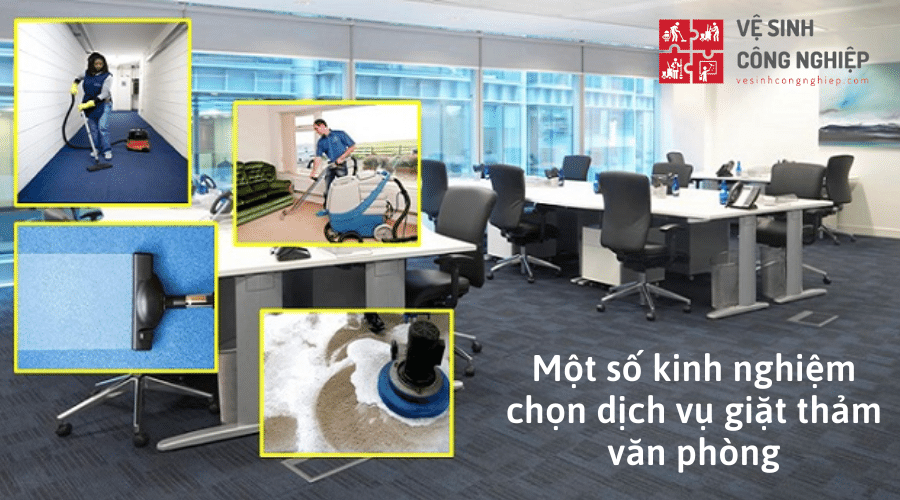 VỆ SINH
CÔNG NGHIỆP
vesinhcongnghiep.com
Một số kinh nghiệm
chọn dịch vụ giặt thảm
văn phòng